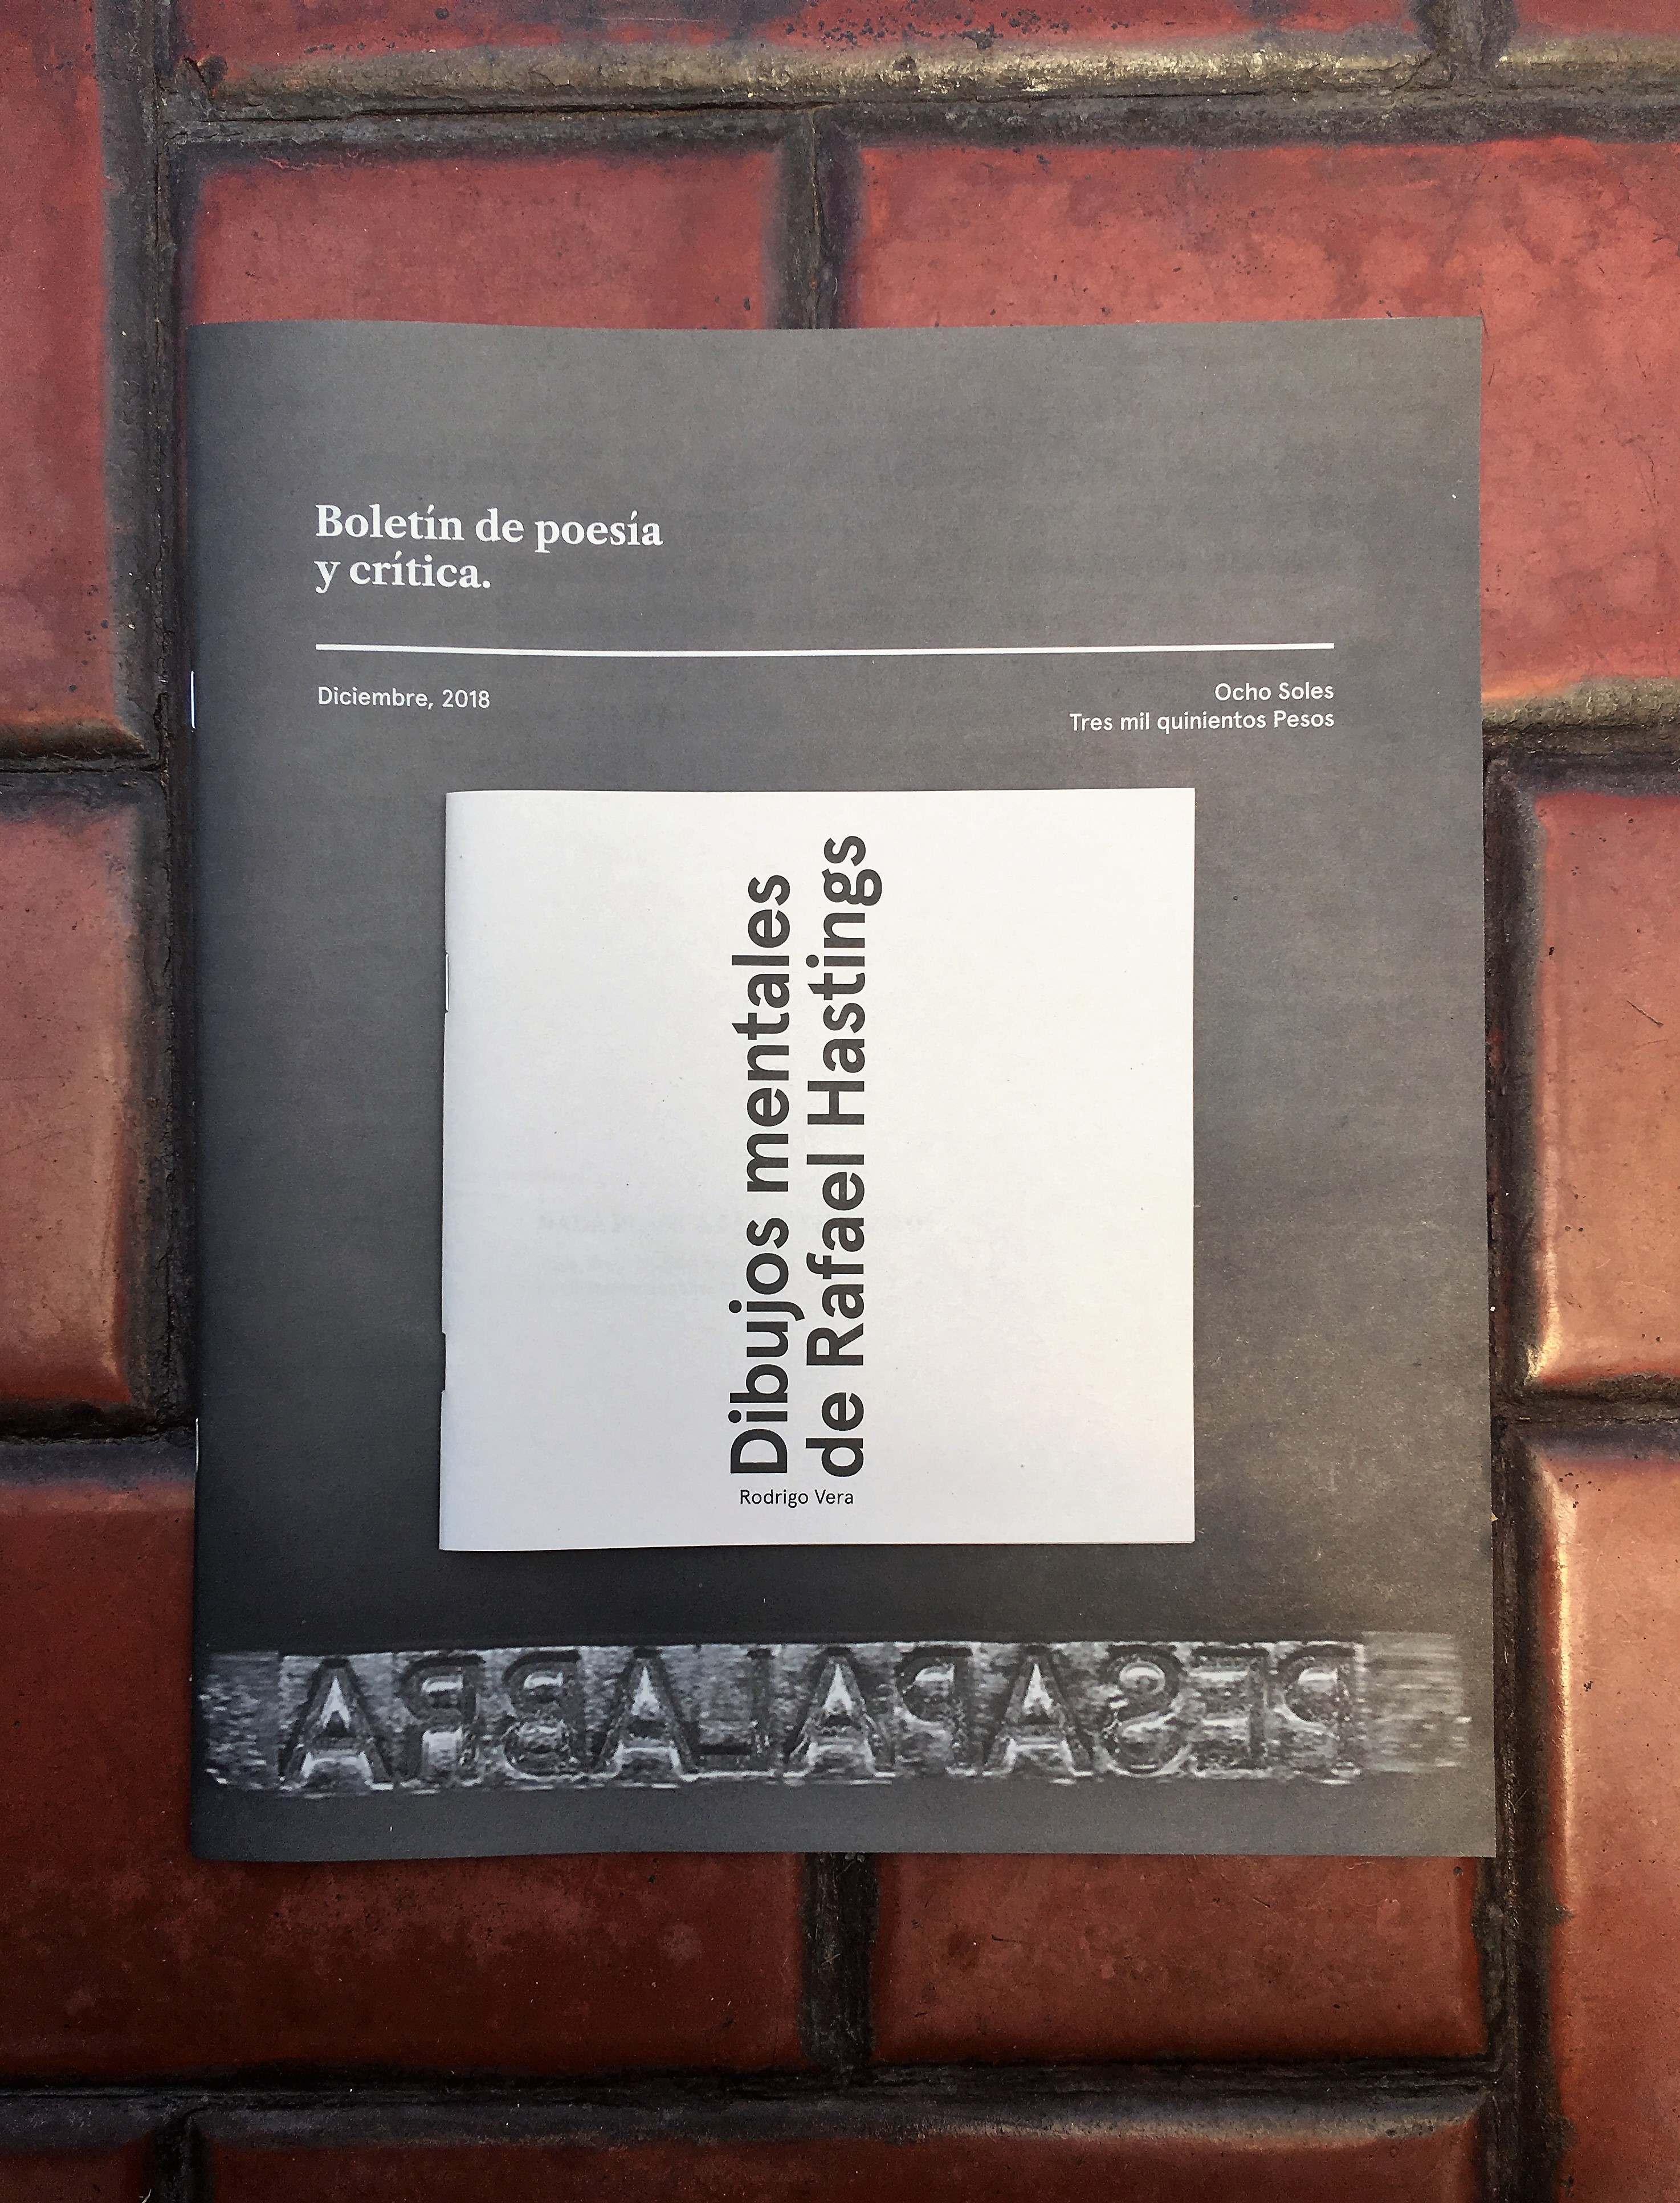 Boletín de poesía
y crítica.
Diciembre, 2018
Ocho Soles
Tres mil quinientos Pesos
Dibujos mentales
de Rafael Hastings
Rodrigo Vera
PESAPALABRA